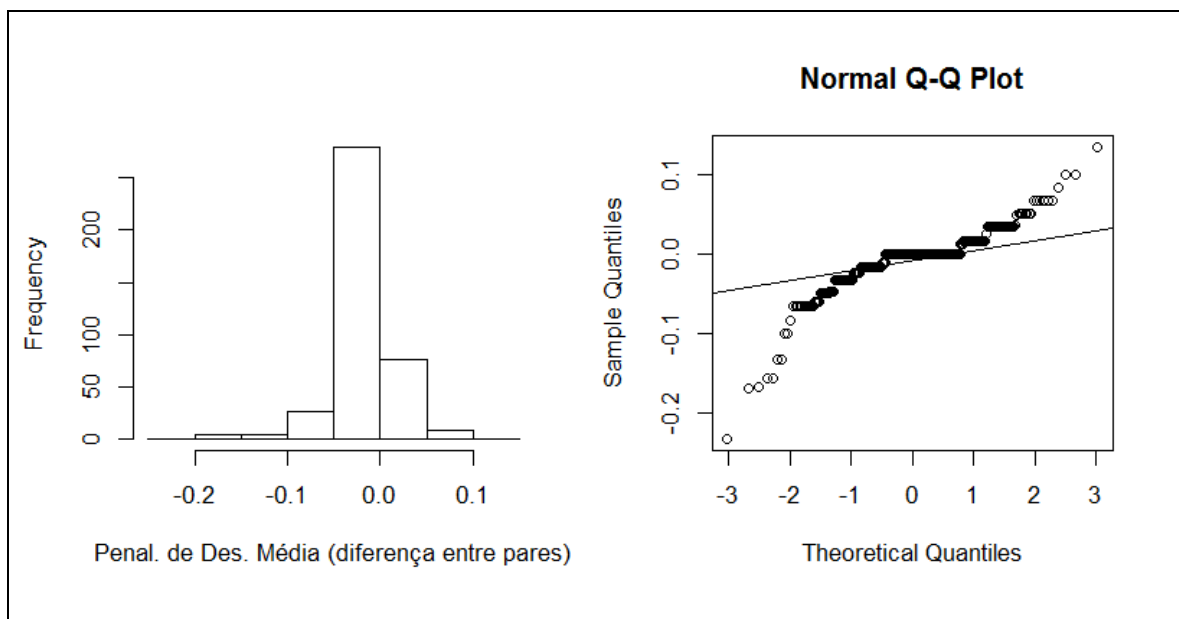 Frequency
0 50 100 200
-0.2 -0.1 0.0 0.1
Penal. de Des. Média (diferença entre pares)
Normal Q-Q Plot
Sample Quantiles
-0.2 -0.1 0.0 0.1
-3 -2 -1 0 1 2 3
Theoretical Quantiles